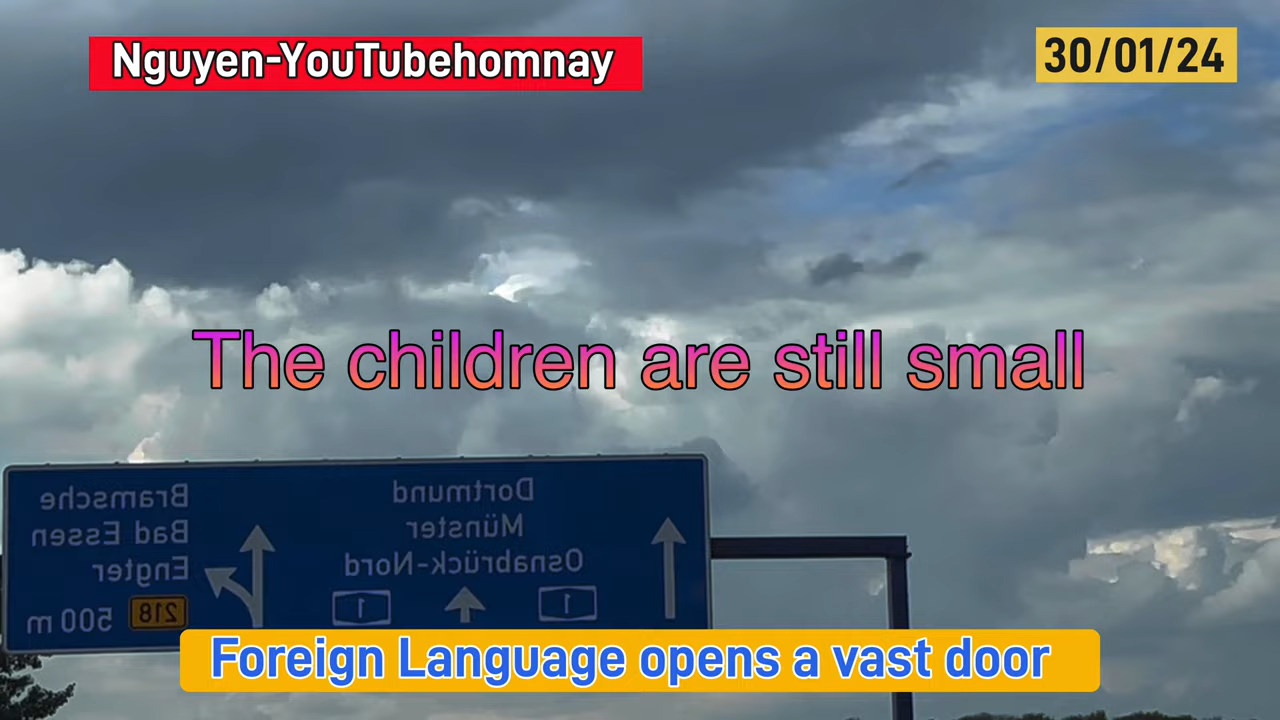 Nguyen-YouTubehomnay
30/01/24
The children are still small
Bramsche
Bad Essen
Engter
218 500 m
Dortmund
Münster
Osnabrück-Nord
1 1
Foreign Language opens a vast door